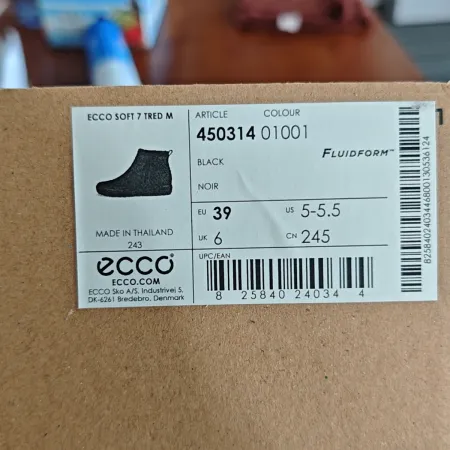 ECCO SOFT 7 TRED M
MADE IN THAILAND
243
ecco
ECCO.COM
ECCO Sko A/S, Industrivej 5,
DK-6261 Bredebro, Denmark
ARTICLE COLOUR
450314 01001
BLACK
FLUIDFORM™
NOIR
EU 39 US 5-5.5
UK 6 CN 245
UPC/EAN
8 25840 24034 4
8258402403446800130536124